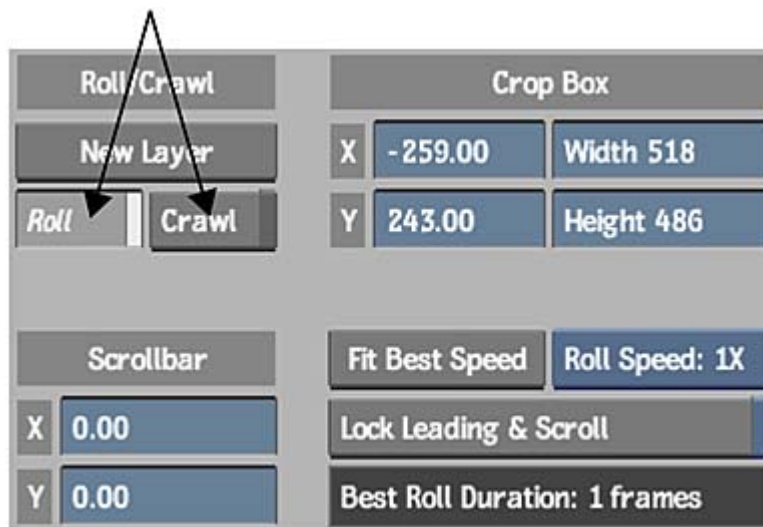 Roll/Crawl
New Layer
Roll
Crawl
Crop Box
X
-259.00
Width 518
Y
243.00
Height 486
Scrollbar
X
0.00
Y
0.00
Fit Best Speed
Roll Speed: 1X
Lock Leading & Scroll
Best Roll Duration: 1 frames